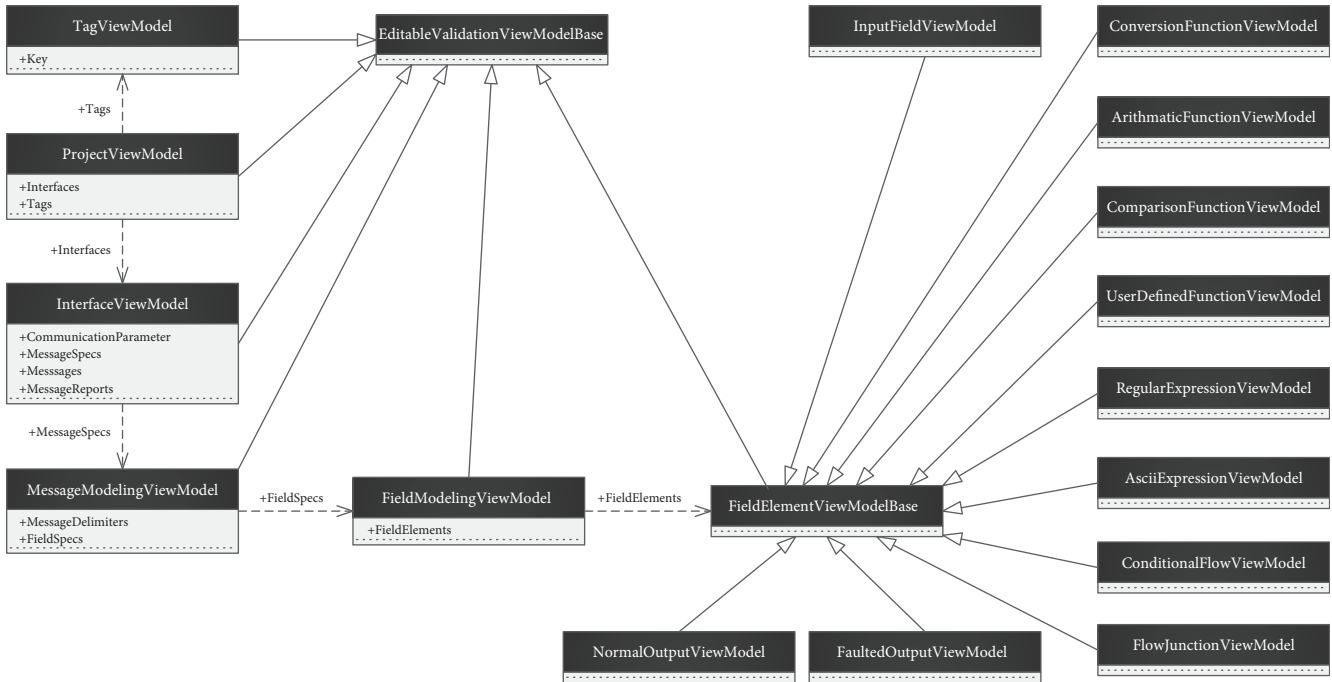 TagViewModel
+Key
+Tags
ProjectViewModel
+Interfaces
+Tags
+Interfaces
InterfaceViewModel
+CommunicationParameter
+MessageSpecs
+Messsages
+MessageReports
+MessageSpecs
MessageModelingViewModel
+MessageDelimiters
+FieldSpecs
+FieldSpecs
FieldModelingViewModel
+FieldElements
+FieldElements
EditableValidationViewModelBase
FieldElementViewModelBase
InputFieldViewModel
ConversionFunctionViewModel
ArithmaticFunctionViewModel
ComparisonFunctionViewModel
UserDefinedFunctionViewModel
RegularExpressionViewModel
AsciiExpressionViewModel
ConditionalFlowViewModel
FlowJunctionViewModel
NormalOutputViewModel
FaultedOutputViewModel